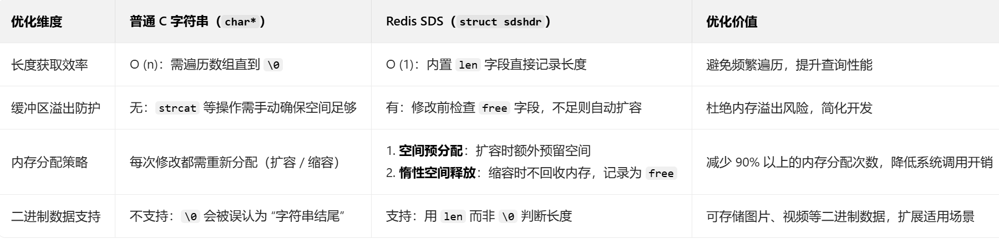 优化维度 普通 C 字符串（char*） Redis SDS（struct sdshdr） 优化价值
长度获取效率 O (n)：需遍历数组直到 \0 O (1)：内置 len 字段直接记录长度 避免频繁遍历，提升查询性能
缓冲区溢出防护 无：strcat 等操作需手动确保空间足够 有：修改前检查 free 字段，不足则自动扩容 杜绝内存溢出风险，简化开发
内存分配策略 每次修改都需重新分配（扩容 / 缩容） 1. 空间预分配：扩容时额外预留空间
2. 惰性空间释放：缩容时不回收内存，记录为 free
减少 90% 以上的内存分配次数，降低系统调用开销
二进制数据支持 不支持：\0 会被误认为 “字符串结尾” 支持：用 len 而非 \0 判断长度 可存储图片、视频等二进制数据，扩展适用场景